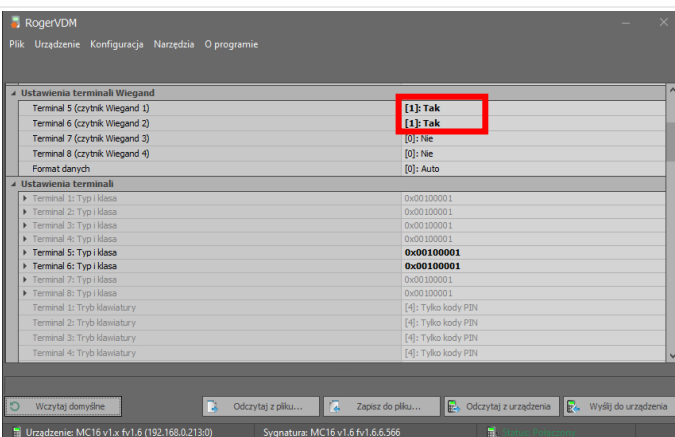 RogerVDM
Plik Urządzenie Konfiguracja Narzędzia O programie
Ustawienia terminali Wiegand
Terminal 5 (czytnik Wiegand 1) [1]: Tak
Terminal 6 (czytnik Wiegand 2) [1]: Tak
Terminal 7 (czytnik Wiegand 3) [0]: Nie
Terminal 8 (czytnik Wiegand 4) [0]: Nie
Format danych [0]: Auto
Ustawienia terminali
Terminal 1: Typ i klasa 0x00100001
Terminal 2: Typ i klasa 0x00100001
Terminal 3: Typ i klasa 0x00100001
Terminal 4: Typ i klasa 0x00100001
Terminal 5: Typ i klasa 0x00100001
Terminal 6: Typ i klasa 0x00100001
Terminal 7: Typ i klasa 0x00100001
Terminal 8: Typ i klasa 0x00100001
Terminal 1: Tryb klawiatury [4]: Tylko kody PIN
Terminal 2: Tryb klawiatury [4]: Tylko kody PIN
Terminal 3: Tryb klawiatury [4]: Tylko kody PIN
Terminal 4: Tryb klawiatury [4]: Tylko kody PIN
Wczytaj domyślne Odczytaj z pliku... Zapisz do pliku... Odczytaj z urządzenia Wyślij do urządzenia
Urządzenie: MC16 v1.x fv1.6 (192.168.0.213:0) Sygnatura: MC16 v1.6 fv1.6.6.566 Status: Połączony